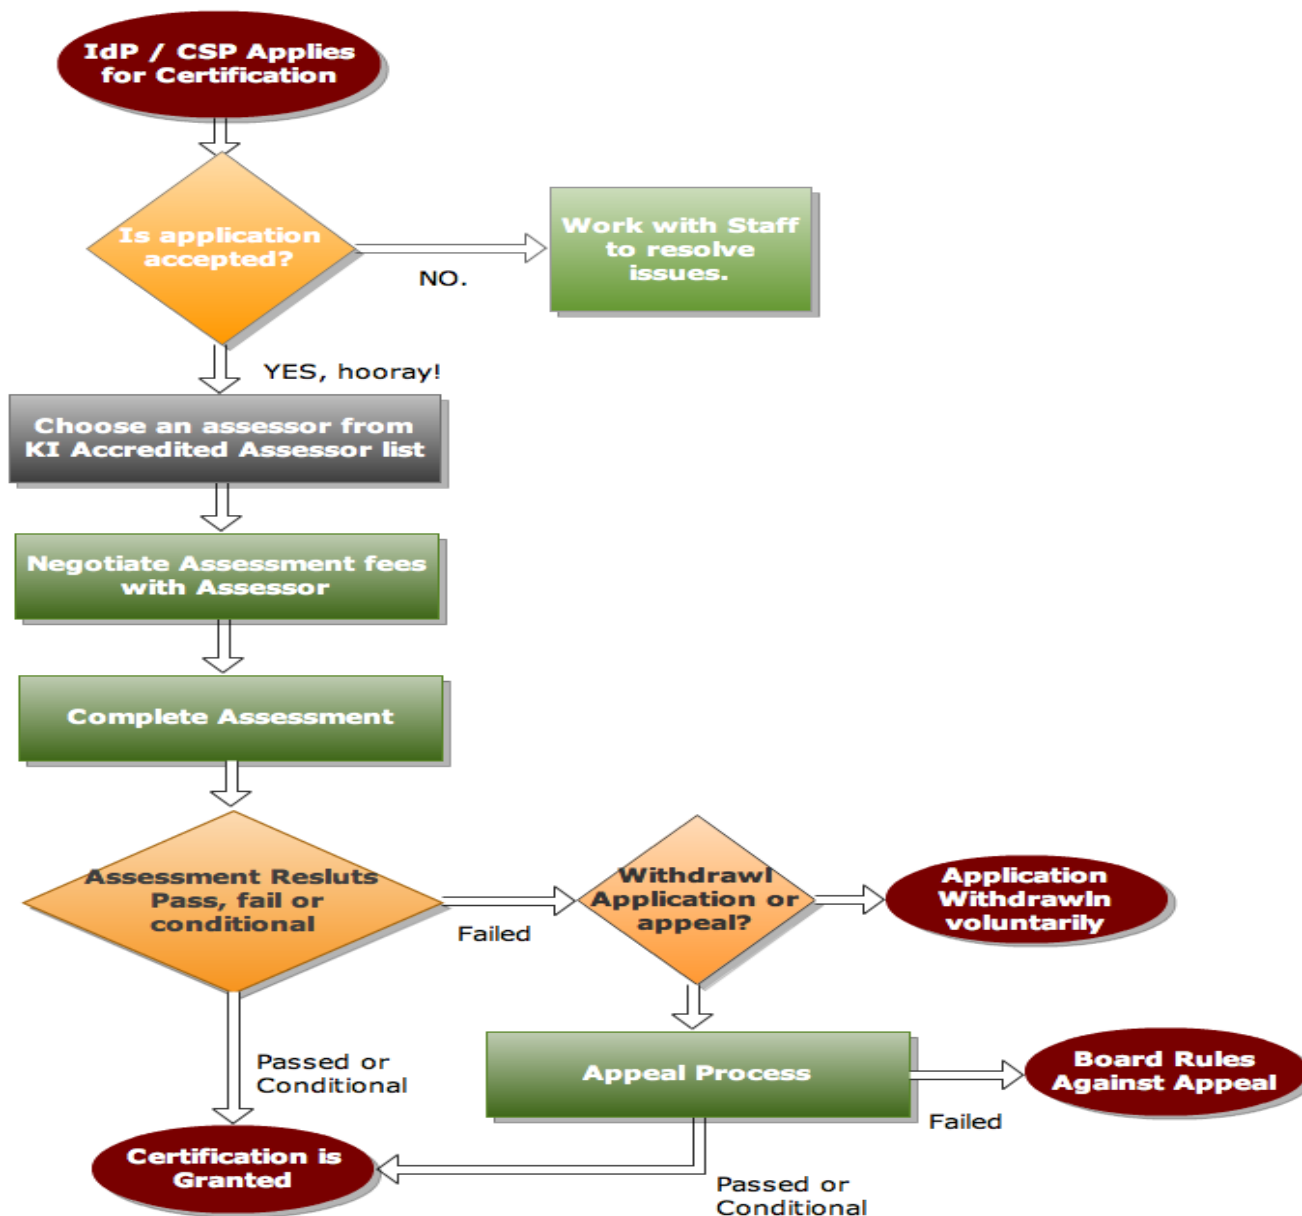 IdP / CSP Applies
for Certification
Is application
accepted?
NO.
Work with Staff
to resolve
issues.
YES, hooray!
Choose an assessor from
KI Accredited Assessor list
Negotiate Assessment fees
with Assessor
Complete Assessment
Assessment Resluts
Pass, fail or
conditional
Failed
Withdrawl
Application or
appeal?
Application
Withdrawln
voluntarily
Passed or
Conditional
Appeal Process
Failed
Board Rules
Against Appeal
Certification is
Granted
Passed or
Conditional